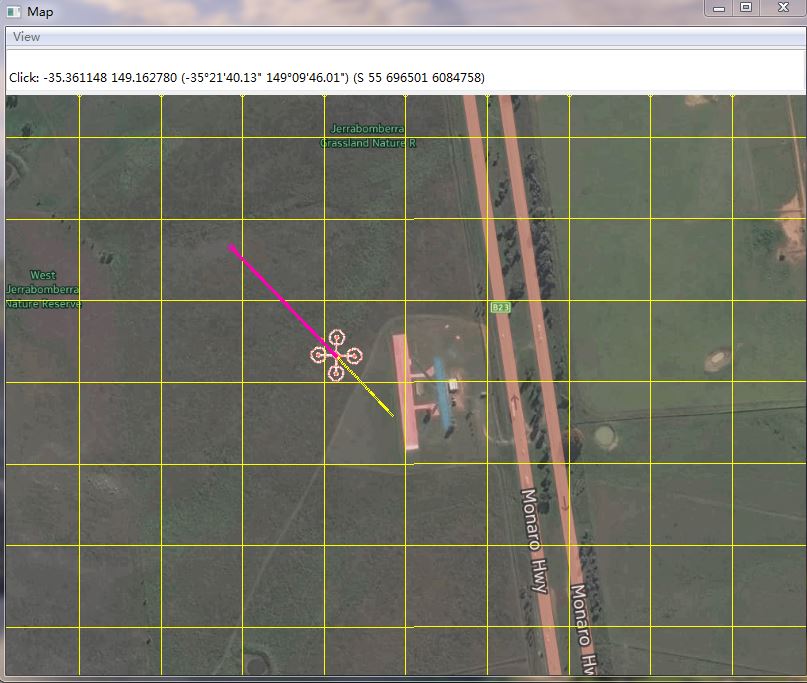 Map
View
Click: -35.361148 149.162780 (-35°21'40.13" 149°09'46.01") (S 55 696501 6084758)
Jerrabomberra
Grassland Nature R
West
Jerrabomberra
Nature Reserve
B23
Monaro Hwy
Monaro Hw